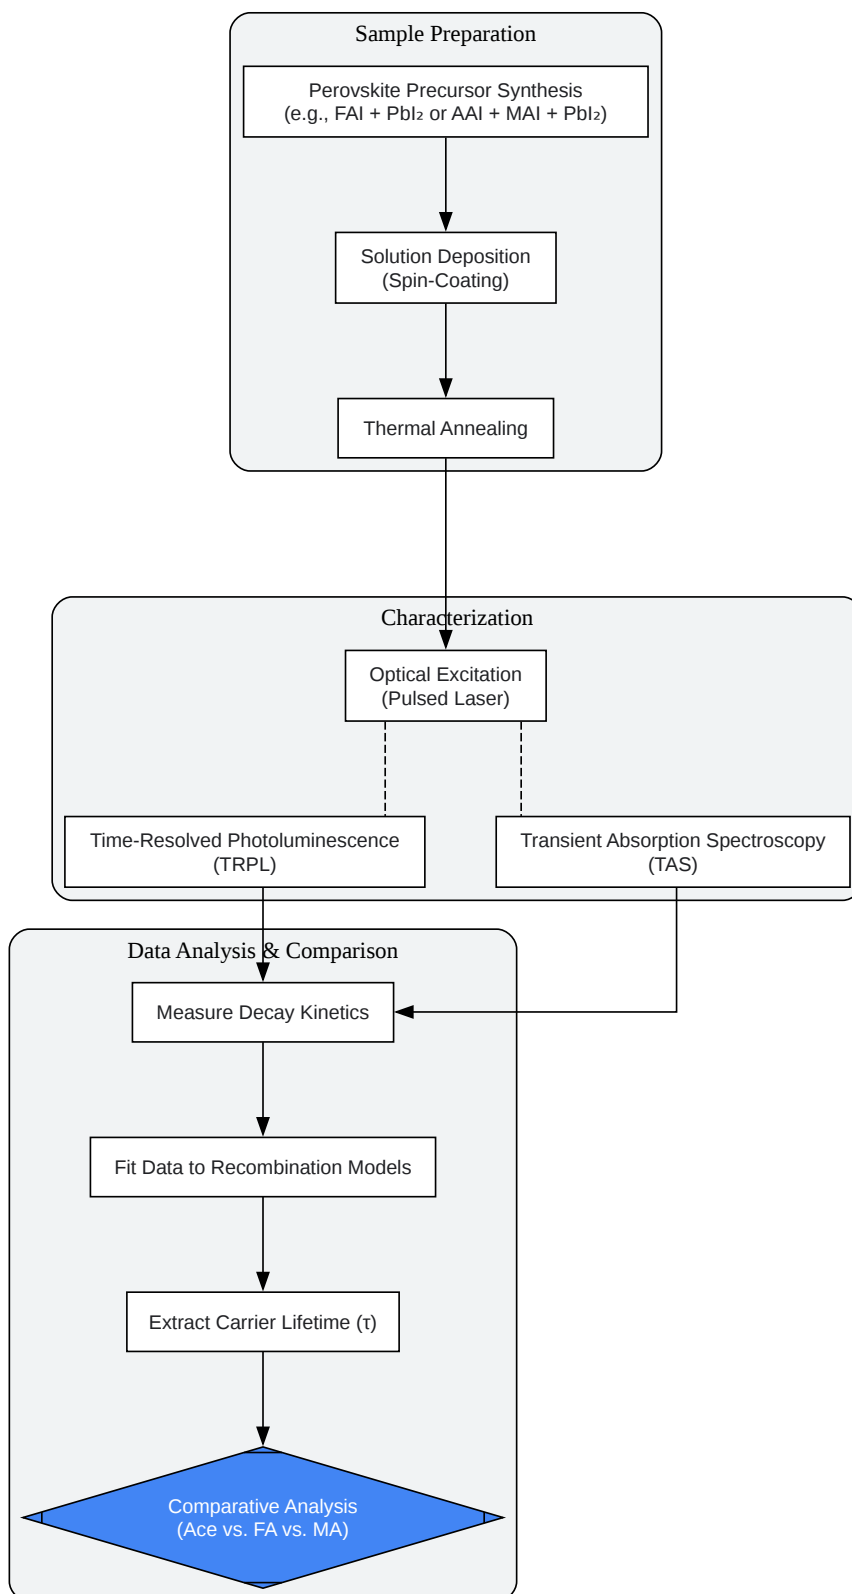 Sample Preparation
Perovskite Precursor Synthesis
(e.g., FAI + PbI₂ or AAI + MAI + PbI₂)
Solution Deposition
(Spin-Coating)
Thermal Annealing
Characterization
Optical Excitation
(Pulsed Laser)
Time-Resolved Photoluminescence
(TRPL)
Transient Absorption Spectroscopy
(TAS)
Data Analysis & Comparison
Measure Decay Kinetics
Fit Data to Recombination Models
Extract Carrier Lifetime (τ)
Comparative Analysis
(Ace vs. FA vs. MA)